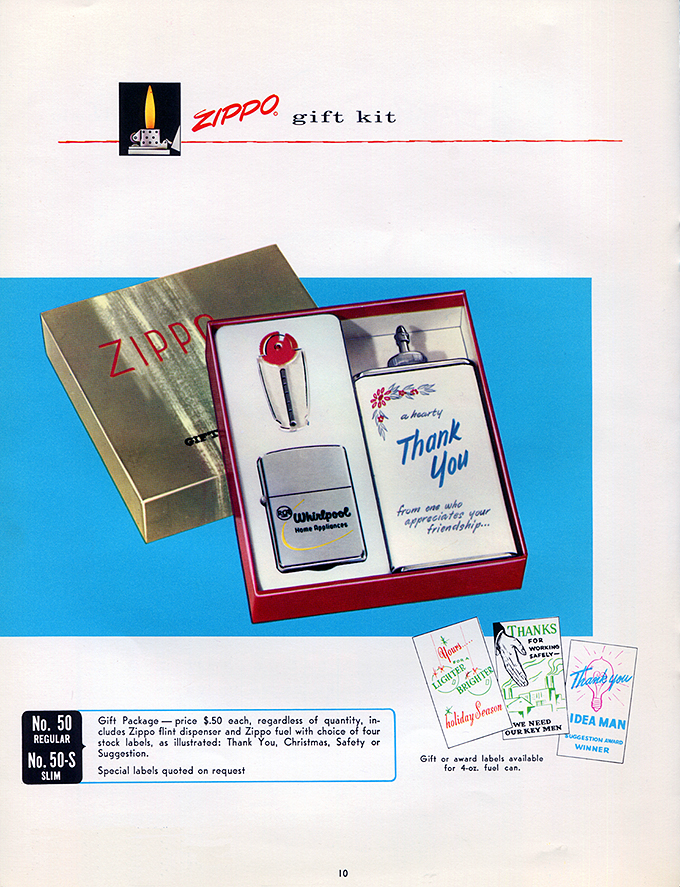 ZIPPO® gift kit
ZIPPO
GIFT
a hearty
Thank
You
from one who
appreciates your
friendship...
RCA Whirlpool
Home Appliances
Yours....
FOR A
LIGHTER
BRIGHTER
holiday Season
THANKS
FOR
WORKING
SAFELY—
WE NEED
OUR KEY MEN
Thank you
IDEA MAN
SUGGESTION AWARD
WINNER
No. 50
REGULAR
No. 50-S
SLIM
Gift Package — price $.50 each, regardless of quantity, in-
cludes Zippo flint dispenser and Zippo fuel with choice of four
stock labels, as illustrated: Thank You, Christmas, Safety or
Suggestion.
Special labels quoted on request
Gift or award labels available
for 4-oz. fuel can.
10